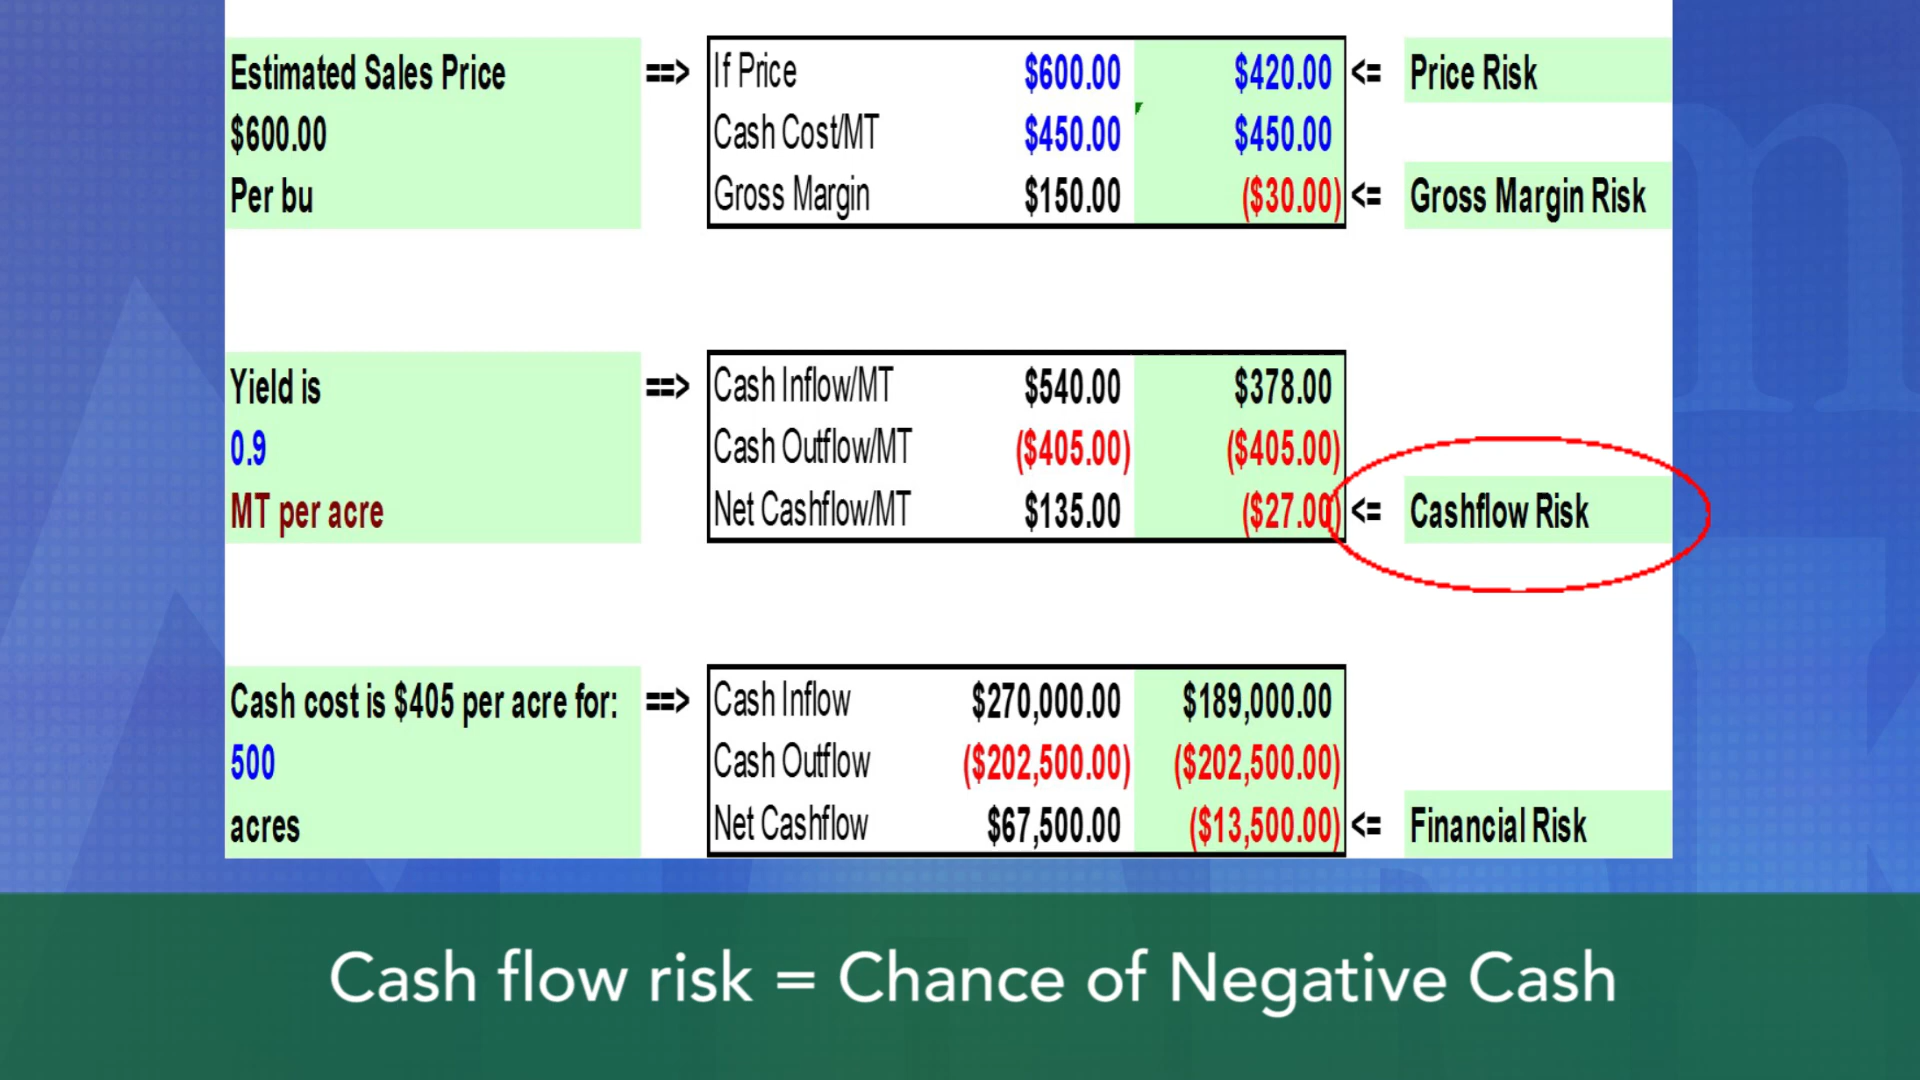 Estimated Sales Price ==> If Price $600.00 $420.00 <= Price Risk
$600.00 Cash Cost/MT $450.00 $450.00
Per bu Gross Margin $150.00 ($30.00) <= Gross Margin Risk
Yield is ==> Cash Inflow/MT $540.00 $378.00
0.9 Cash Outflow/MT ($405.00) ($405.00)
MT per acre Net Cashflow/MT $135.00 ($27.00) <= Cashflow Risk
Cash cost is $405 per acre for: ==> Cash Inflow $270,000.00 $189,000.00
500 Cash Outflow ($202,500.00) ($202,500.00)
acres Net Cashflow $67,500.00 ($13,500.00) <= Financial Risk
Cash flow risk = Chance of Negative Cash